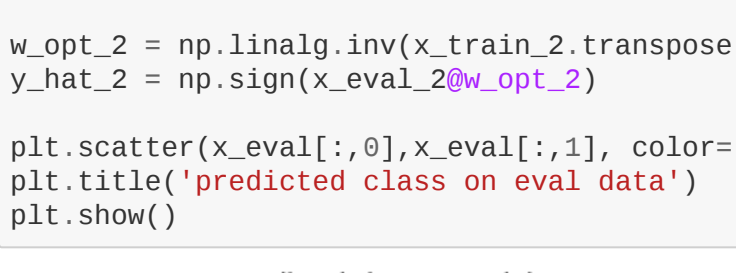 w_opt_2 = np.linalg.inv(x_train_2.transpose
y_hat_2 = np.sign(x_eval_2@w_opt_2)
plt.scatter(x_eval[:,0],x_eval[:,1], color=
plt.title('predicted class on eval data')
plt.show()